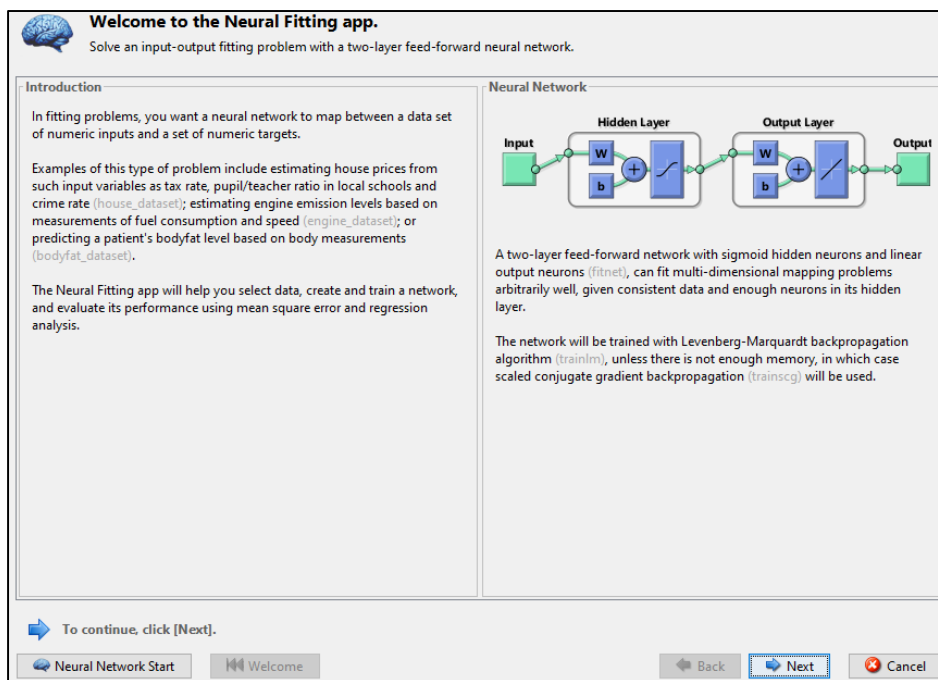 Welcome to the Neural Fitting app.
Solve an input-output fitting problem with a two-layer feed-forward neural network.
Introduction
In fitting problems, you want a neural network to map between a data set
of numeric inputs and a set of numeric targets.
Examples of this type of problem include estimating house prices from
such input variables as tax rate, pupil/teacher ratio in local schools and
crime rate (house_dataset); estimating engine emission levels based on
measurements of fuel consumption and speed (engine_dataset); or
predicting a patient's bodyfat level based on body measurements
(bodyfat_dataset).
The Neural Fitting app will help you select data, create and train a network,
and evaluate its performance using mean square error and regression
analysis.
Neural Network
Hidden Layer
Output Layer
Input
Output
W
b
+
W
b
+
A two-layer feed-forward network with sigmoid hidden neurons and linear
output neurons (fitnet), can fit multi-dimensional mapping problems
arbitrarily well, given consistent data and enough neurons in its hidden
layer.
The network will be trained with Levenberg-Marquardt backpropagation
algorithm (trainlm), unless there is not enough memory, in which case
scaled conjugate gradient backpropagation (trainscg) will be used.
To continue, click [Next].
Neural Network Start
Welcome
Back
Next
Cancel